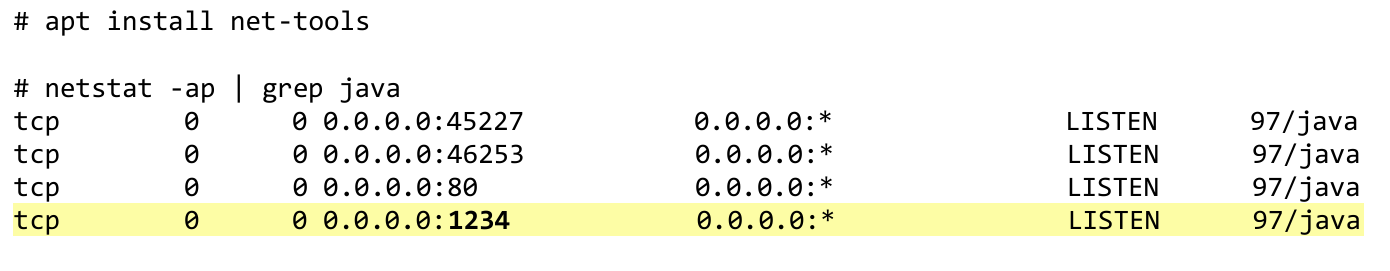 # apt install net-tools
# netstat -ap | grep java
tcp        0      0 0.0.0.0:45227           0.0.0.0:*               LISTEN      97/java
tcp        0      0 0.0.0.0:46253           0.0.0.0:*               LISTEN      97/java
tcp        0      0 0.0.0.0:80              0.0.0.0:*               LISTEN      97/java
tcp        0      0 0.0.0.0:1234            0.0.0.0:*               LISTEN      97/java